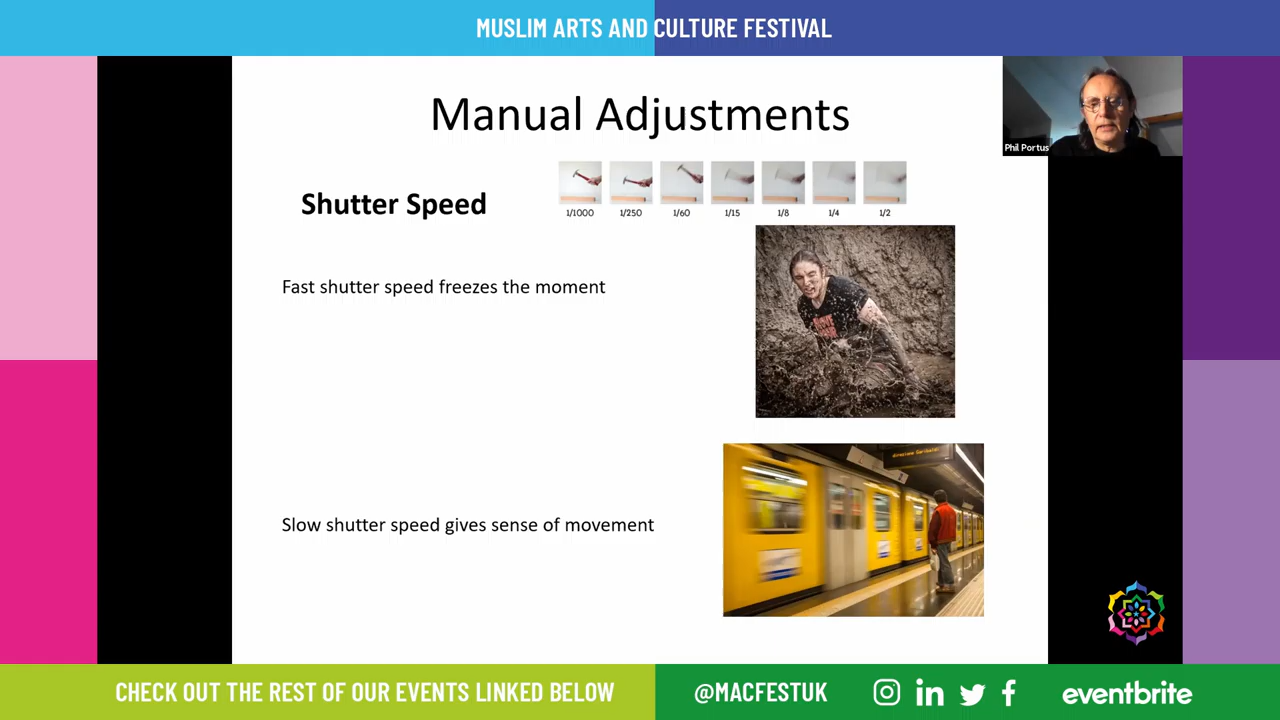 MUSLIM ARTS AND CULTURE FESTIVAL
Manual Adjustments
Phil Portus
Shutter Speed
1/1000 1/250 1/60 1/15 1/8 1/4 1/2
Fast shutter speed freezes the moment
Slow shutter speed gives sense of movement
CHECK OUT THE REST OF OUR EVENTS LINKED BELOW
@MACFESTUK
eventbrite